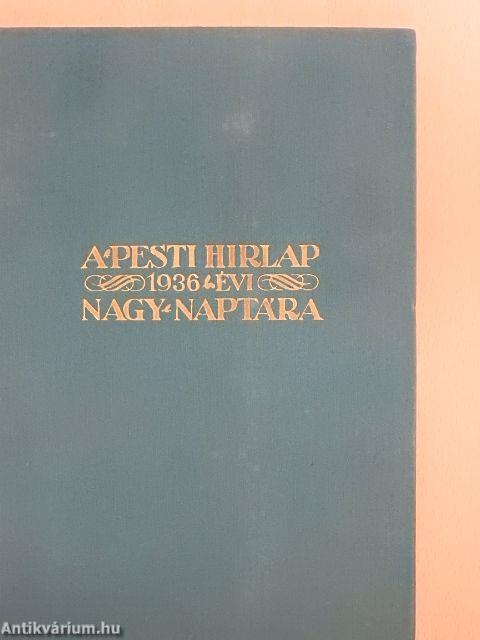 A PESTI HIRLAP
1936 ÉVI
NAGY NAPTÁRA
Antikvárium.hu